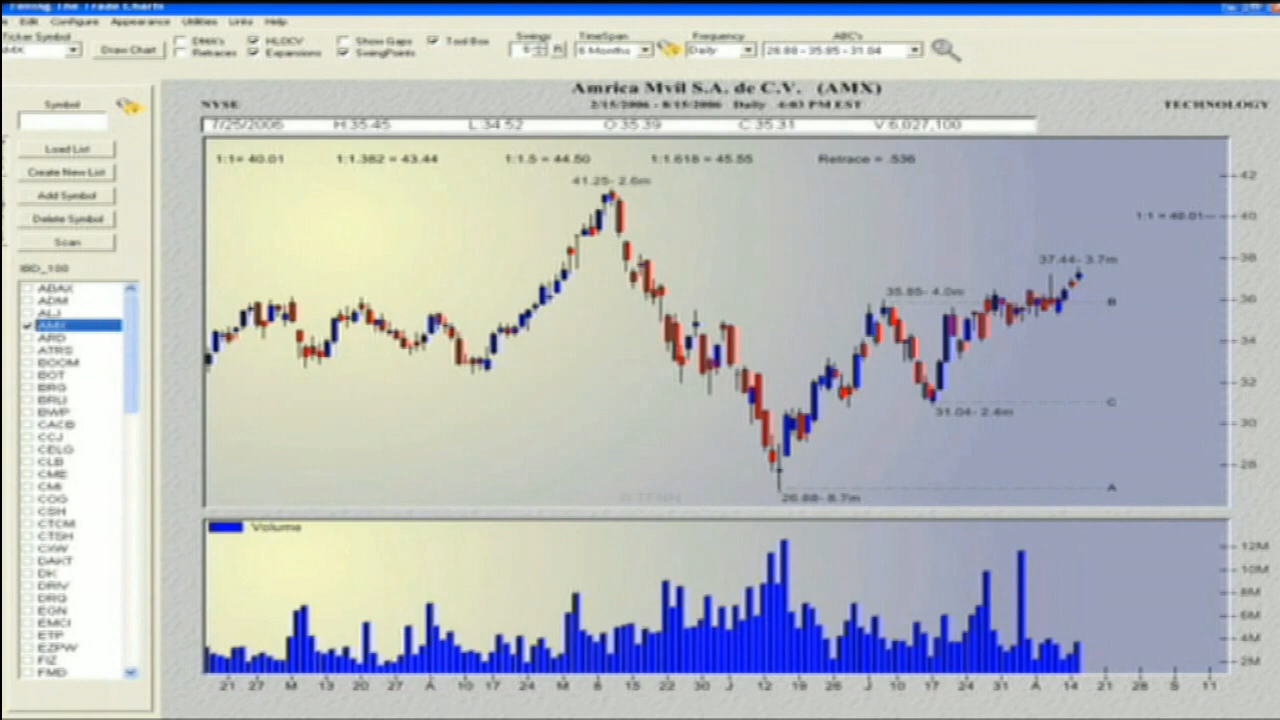 Edit Configure Appearance Utilities Links Help
Ticker Symbol
AMX
Draw Chart
Retraces
HLOCV
Expansions
Show Gaps
SwingPoints
Tool Box
Swings
TimeSpan
6 Months
Frequency
Daily
ABC's
26.88 - 35.85 - 31.04
Symbol
Load List
Create New List
Add Symbol
Delete Symbol
Scan
IBD_100
ABAX
ADM
ALJ
AMX
ARD
ATRS
BOOM
BOT
BRG
BRLI
BWP
CACB
CCJ
CELG
CLB
CME
CMI
COG
CSH
CTCM
CTSH
CXW
DAKT
DK
DRIV
DRQ
EGN
EMCI
ETP
EZPW
FIZ
FMD
Amrica Mvil S.A. de C.V. (AMX)
NYSE
2/15/2006 - 8/15/2006 Daily 4:03 PM EST
TECHNOLOGY
7/25/2006 H:35.45 L:34.52 O:35.39 C:35.31 V:6,027,100
1:1= 40.01 1:1.382 = 43.44 1:1.5 = 44.50 1:1.618 = 45.55 Retrace = .536
41.25- 2.6m
1:1 = 40.01
37.44- 3.7m
35.85- 4.0m
B
31.04- 2.4m
C
26.88- 8.7m
A
42
40
38
36
34
32
30
28
Volume
12M
10M
8M
6M
4M
2M
21 27 M 13 20 27 A 10 17 24 M 8 15 22 30 J 12 19 26 J 10 17 24 31 A 14 21 28 S 11